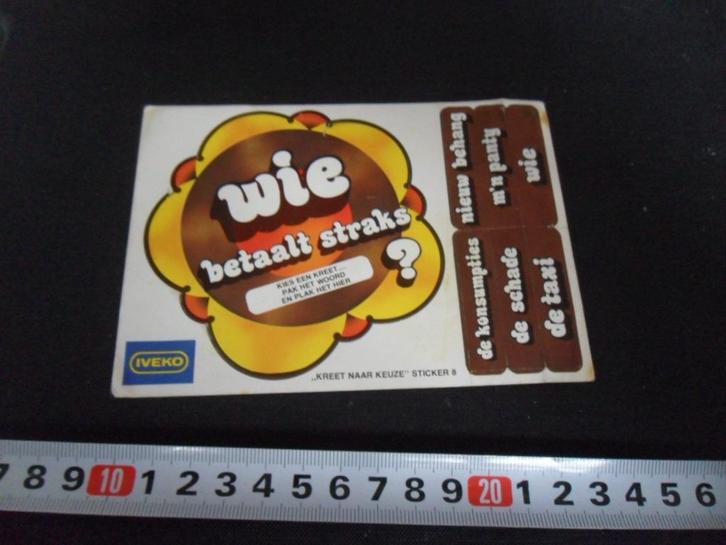 wie
betaalt straks
?
KIES EEN KREET...
PAK HET WOORD
EN PLAK HET HIER
IVEKO
„KREET NAAR KEUZE” STICKER 8
nieuw behang
m'n panty
wie
de konsumpties
de schade
de taxi
7 8 9 10 1 2 3 4 5 6 7 8 9 20 1 2 3 4 5 6